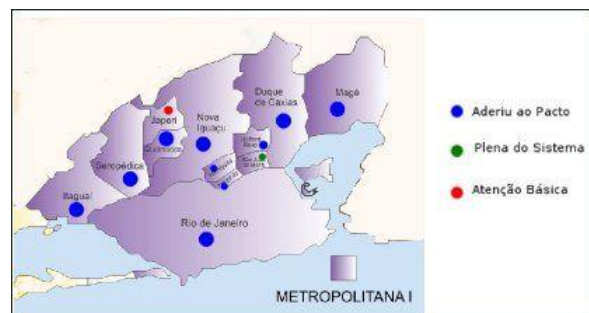 Duque
de Caxias
Magé
Japeri
Nova
Iguaçu
Queimados
Seropédica
Itaguaí
Rio de Janeiro
METROPOLITANA I
Aderiu ao Pacto
Plena do Sistema
Atenção Básica